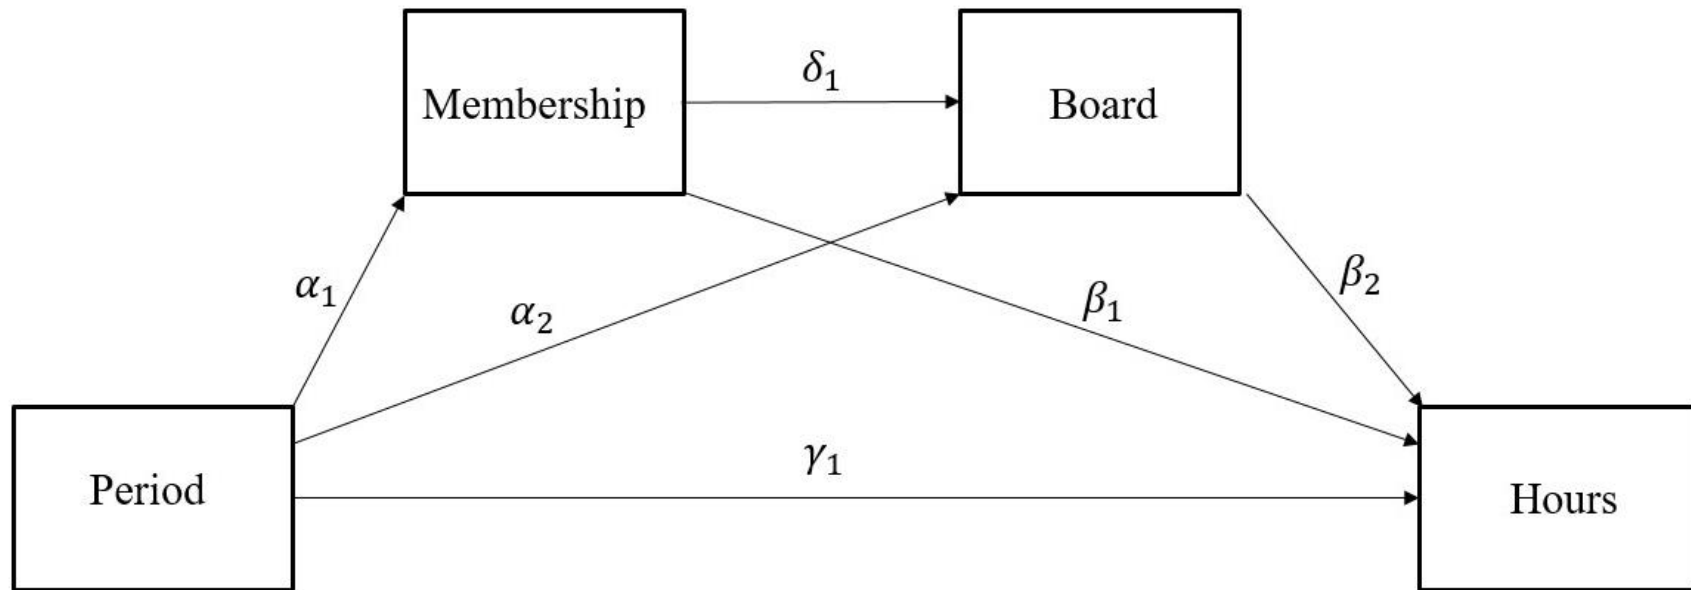 Membership
δ₁
Board
α₁
α₂
β₁
β₂
Period
γ₁
Hours